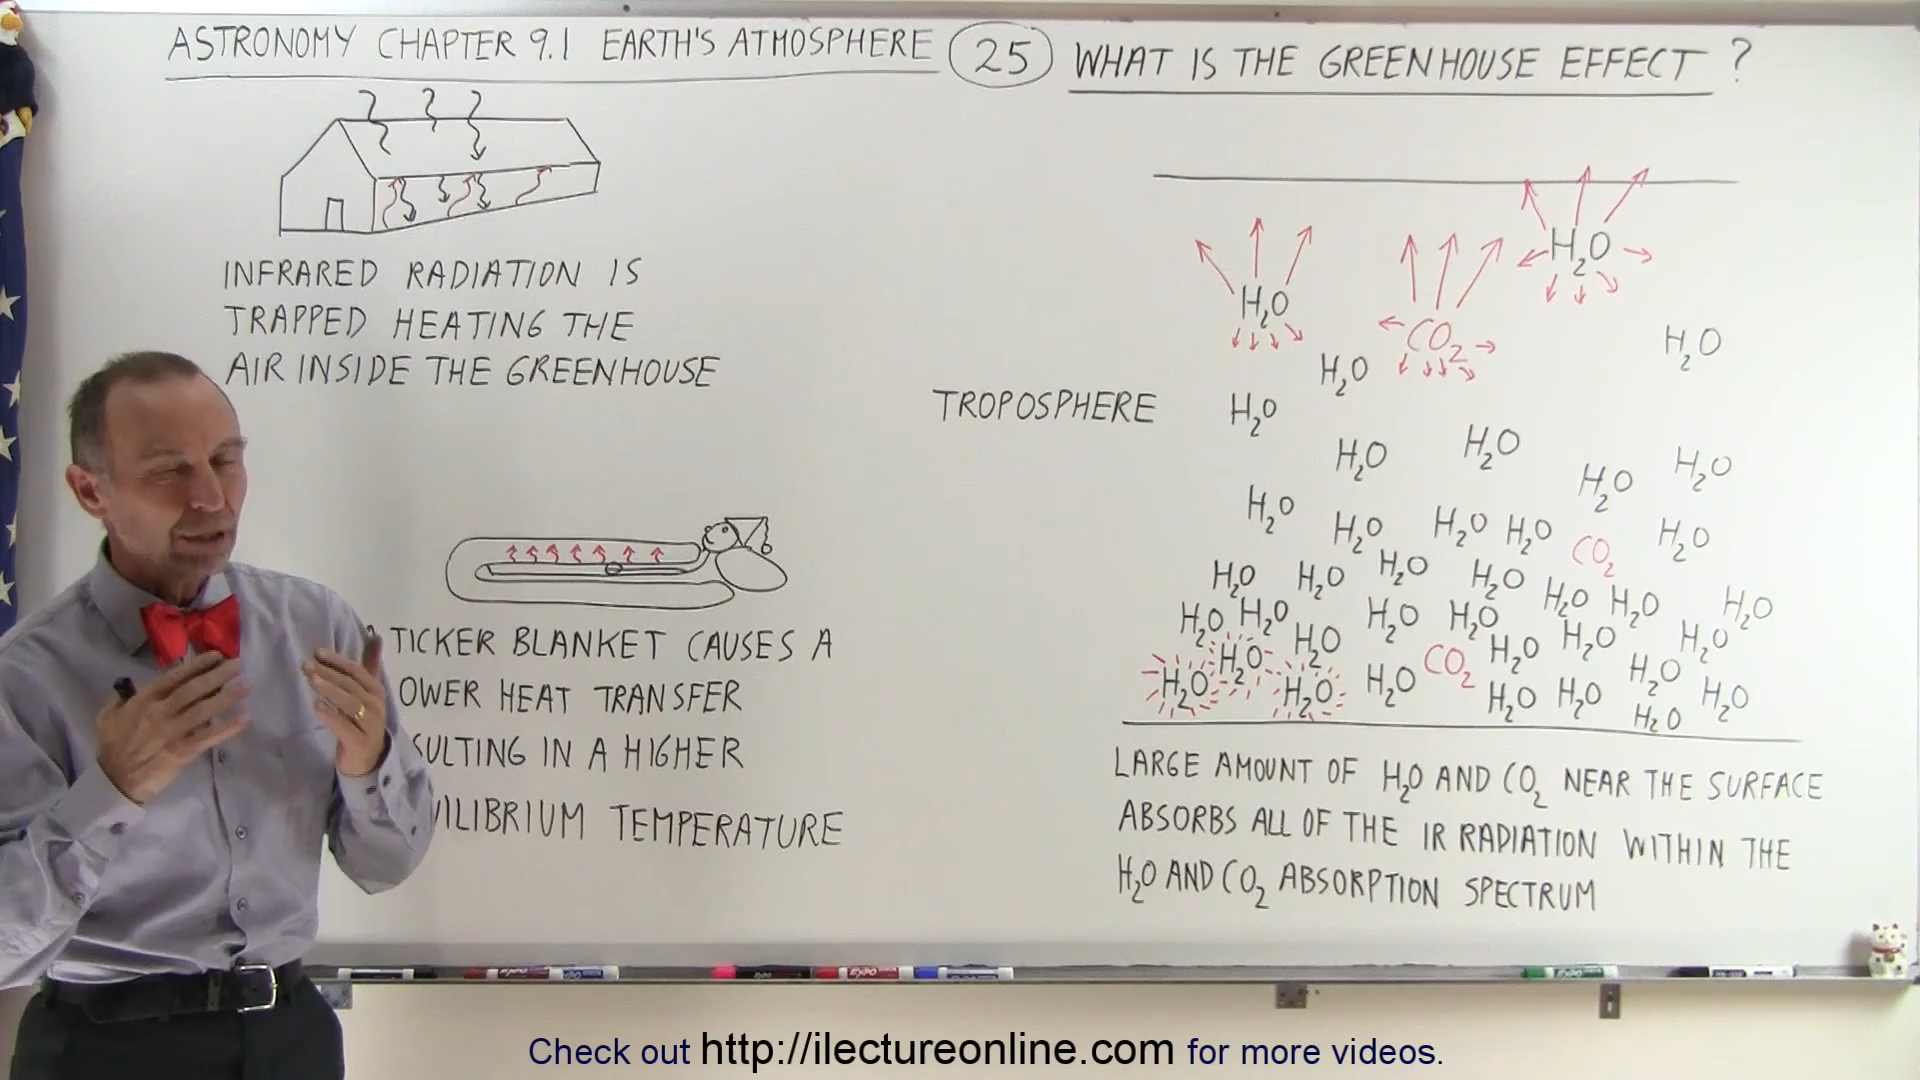 ASTRONOMY CHAPTER 9.1 EARTH'S ATMOSPHERE 25 WHAT IS THE GREENHOUSE EFFECT ?
INFRARED RADIATION IS
TRAPPED HEATING THE
AIR INSIDE THE GREENHOUSE
TICKER BLANKET CAUSES A
OWER HEAT TRANSFER
SULTING IN A HIGHER
ILIBRIUM TEMPERATURE
TROPOSPHERE
H2O
H2O CO2
H2O H2O
H2O
H2O H2O
H2O H2O
H2O H2O H2O H2O CO2 H2O
H2O H2O H2O H2O H2O H2O H2O
H2O H2O H2O H2O H2O H2O H2O H2O
H2O H2O H2O H2O CO2 H2O H2O H2O H2O
H2O
LARGE AMOUNT OF H2O AND CO2 NEAR THE SURFACE
ABSORBS ALL OF THE IR RADIATION WITHIN THE
H2O AND CO2 ABSORPTION SPECTRUM
EXPO EXPO EXPO
Check out http://ilectureonline.com for more videos.